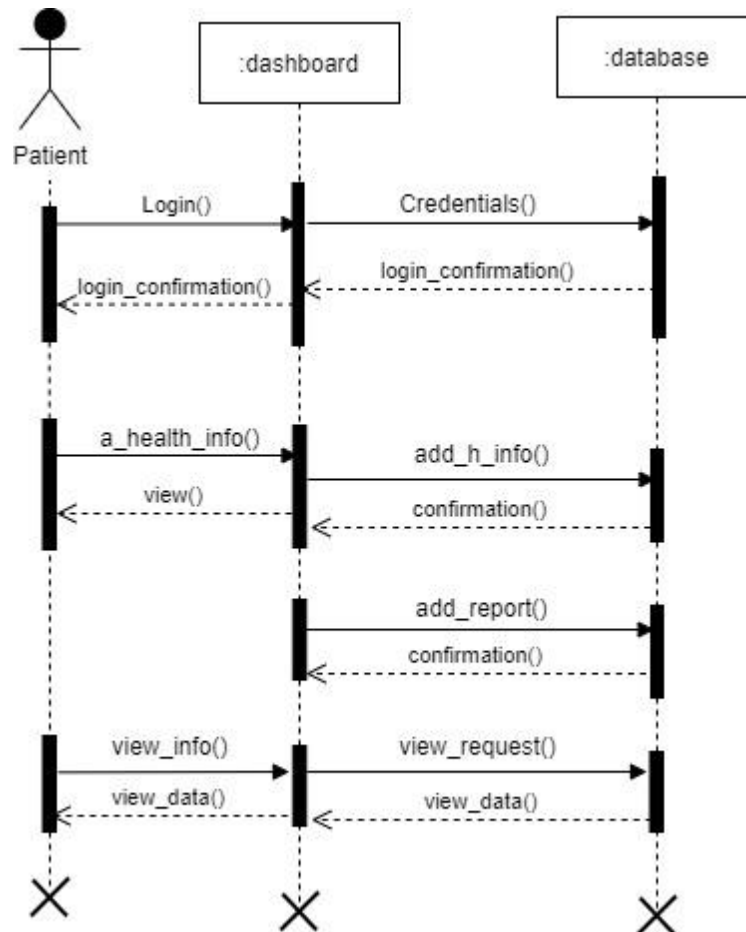 :dashboard
:database
Patient
Login()
Credentials()
login_confirmation()
login_confirmation()
a_health_info()
add_h_info()
view()
confirmation()
add_report()
confirmation()
view_info()
view_request()
view_data()
view_data()